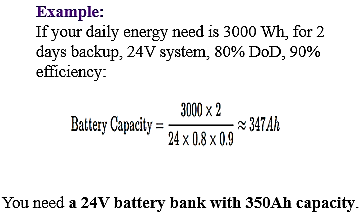 Example:
If your daily energy need is 3000 Wh, for 2
days backup, 24V system, 80% DoD, 90%
efficiency:
Battery Capacity = 3000 x 2 / 24 x 0.8 x 0.9 ≈ 347Ah
You need a 24V battery bank with 350Ah capacity.